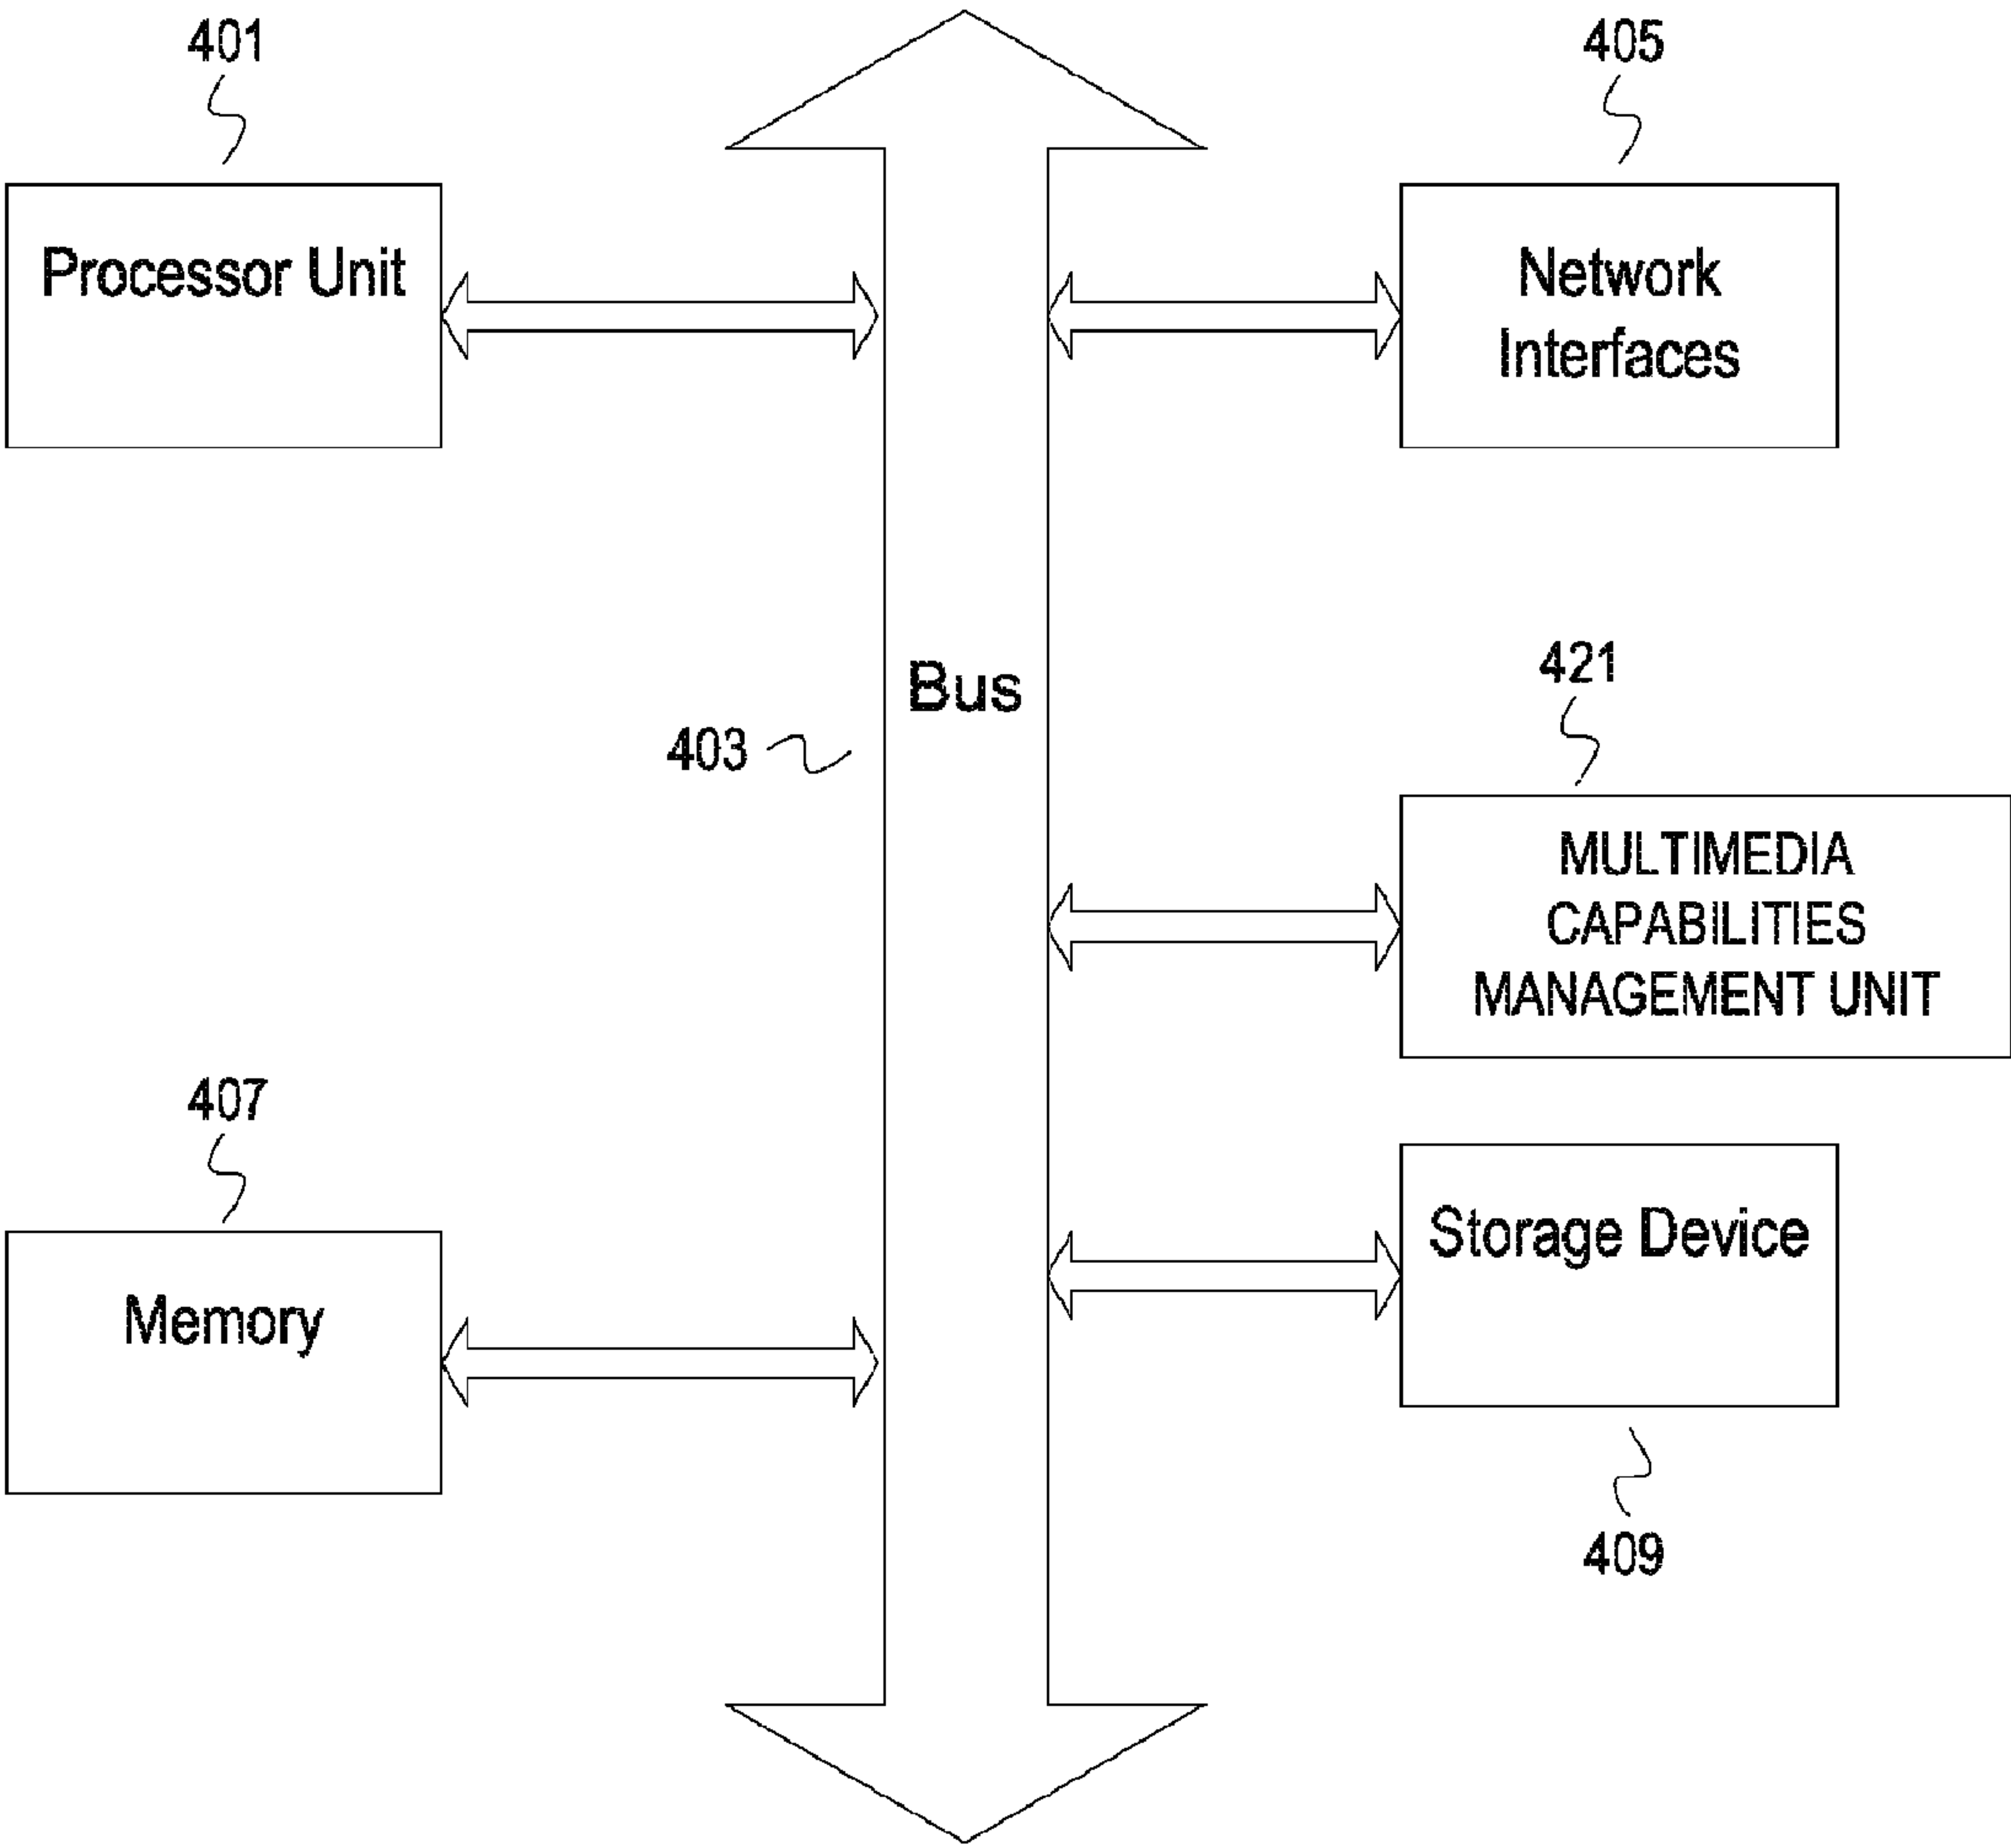 401
405
Processor Unit
Network
Interfaces
Bus
403
421
MULTIMEDIA
CAPABILITIES
MANAGEMENT UNIT
407
Memory
Storage Device
409